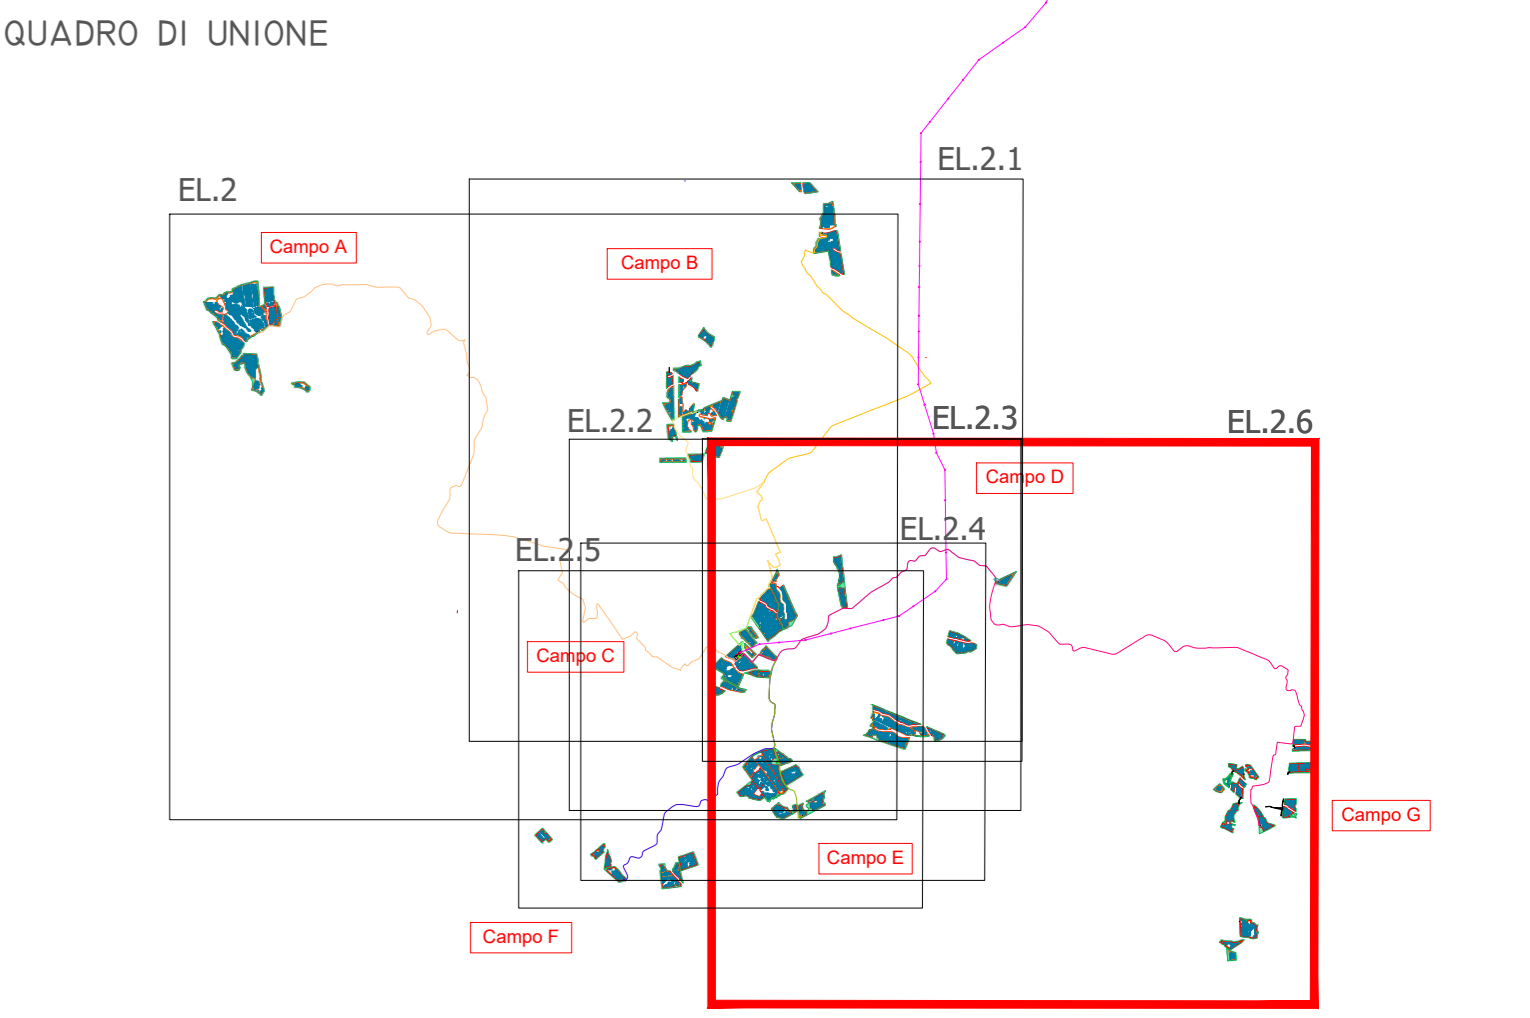 QUADRO DI UNIONE
EL.2.1
EL.2
Campo A
Campo B
EL.2.2
EL.2.3
EL.2.6
Campo D
EL.2.4
EL.2.5
Campo C
Campo G
Campo E
Campo F